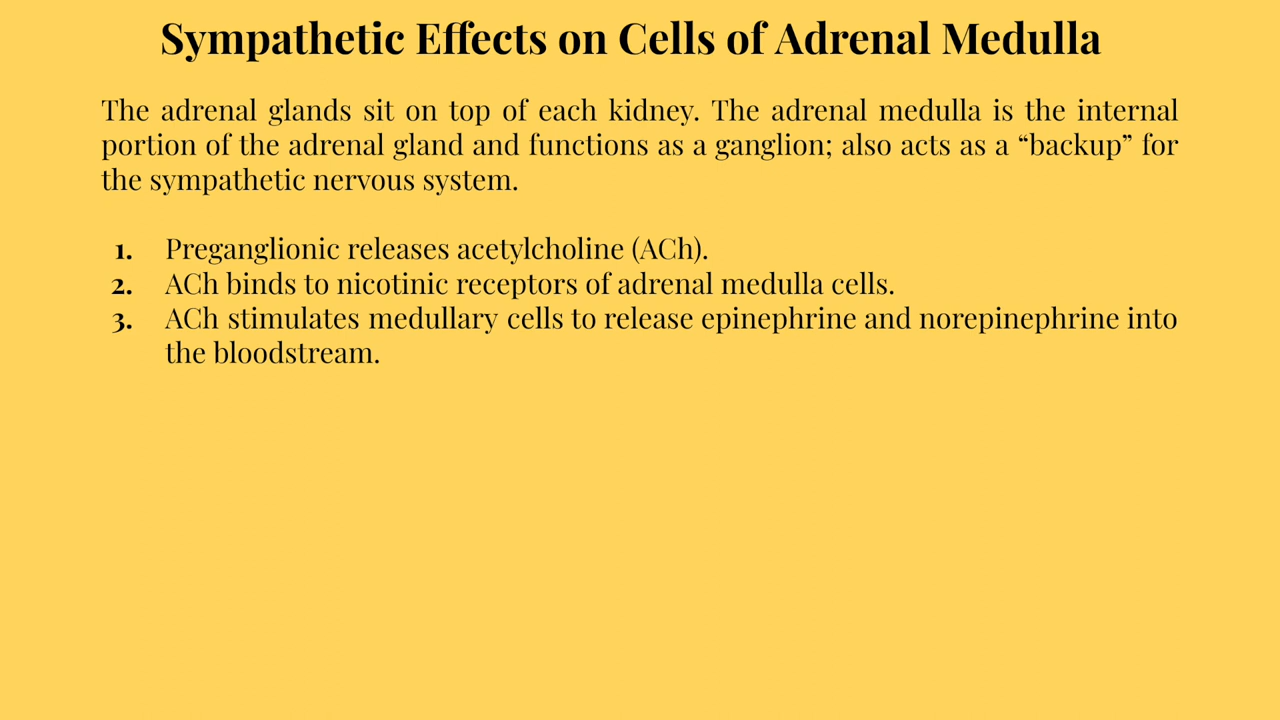 Sympathetic Effects on Cells of Adrenal Medulla
The adrenal glands sit on top of each kidney. The adrenal medulla is the internal
portion of the adrenal gland and functions as a ganglion; also acts as a “backup” for
the sympathetic nervous system.
1. Preganglionic releases acetylcholine (ACh).
2. ACh binds to nicotinic receptors of adrenal medulla cells.
3. ACh stimulates medullary cells to release epinephrine and norepinephrine into
the bloodstream.